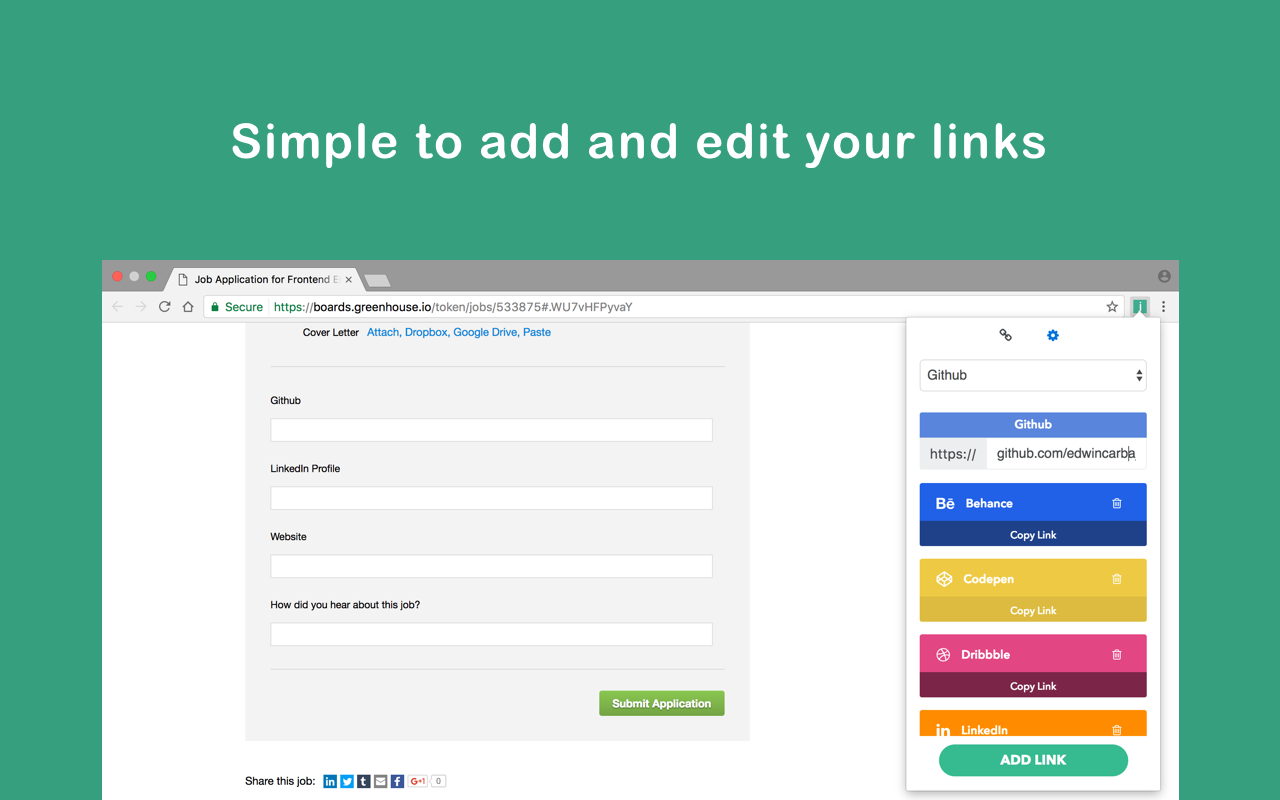 Simple to add and edit your links
Job Application for Frontend E
Secure
https://boards.greenhouse.io/token/jobs/533875#.WU7vHFPyvaY
Cover Letter Attach, Dropbox, Google Drive, Paste
Github
LinkedIn Profile
Website
How did you hear about this job?
Submit Application
Share this job:
in
t
f
G+1
0
i
Github
Github
https:// github.com/edwincarba
Bē Behance
Copy Link
Codepen
Copy Link
Dribbble
Copy Link
in LinkedIn
ADD LINK